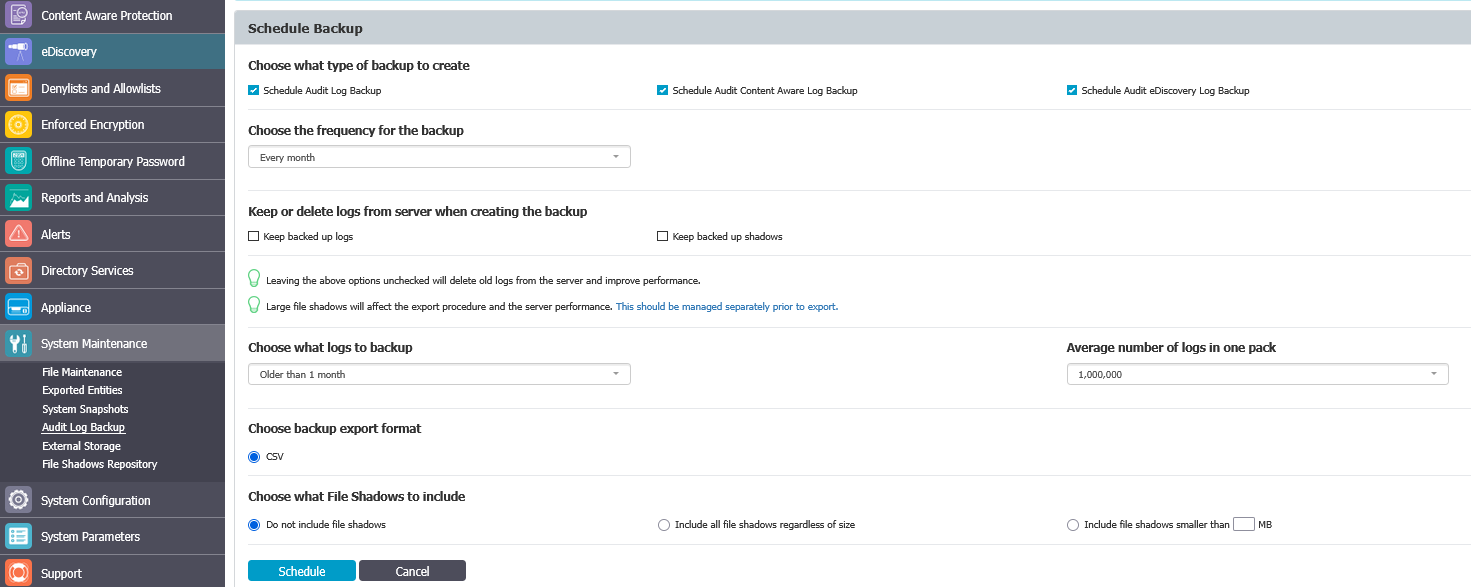 Content Aware Protection
eDiscovery
Denylists and Allowlists
Enforced Encryption
Offline Temporary Password
Reports and Analysis
Alerts
Directory Services
Appliance
System Maintenance
File Maintenance
Exported Entities
System Snapshots
Audit Log Backup
External Storage
File Shadows Repository
System Configuration
System Parameters
Support
Schedule Backup
Choose what type of backup to create
Schedule Audit Log Backup Schedule Audit Content Aware Log Backup Schedule Audit eDiscovery Log Backup
Choose the frequency for the backup
Every month
Keep or delete logs from server when creating the backup
Keep backed up logs Keep backed up shadows
Leaving the above options unchecked will delete old logs from the server and improve performance.
Large file shadows will affect the export procedure and the server performance. This should be managed separately prior to export.
Choose what logs to backup Average number of logs in one pack
Older than 1 month 1,000,000
Choose backup export format
CSV
Choose what File Shadows to include
Do not include file shadows Include all file shadows regardless of size Include file shadows smaller than MB
Schedule Cancel